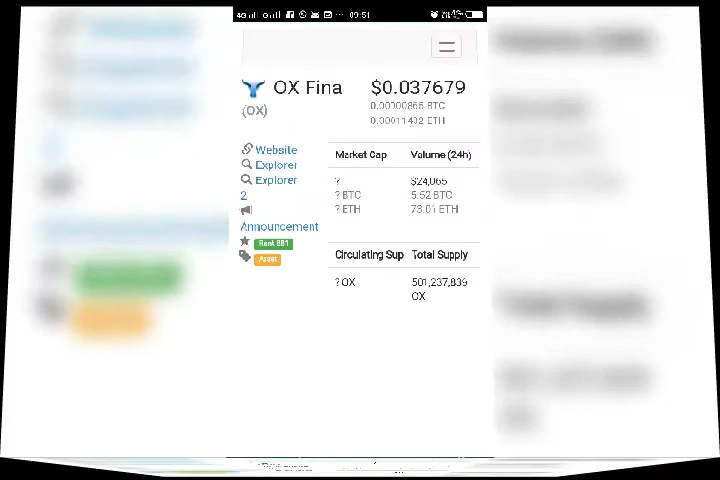 09:51
OX Fina $0.037679
(OX)
0.00000865 BTC
0.00011432 ETH
Website
Explorer
Explorer
2
Announcement
Rank 881
Asset
Market Cap Volume (24h)
? $24,065
? BTC 5.52 BTC
? ETH 73.01 ETH
Circulating Sup Total Supply
? OX 501,237,839
OX